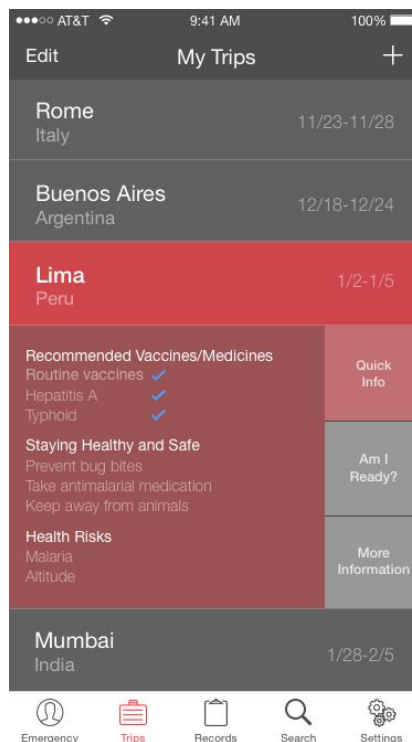 AT&T 9:41 AM 100%
Edit My Trips +
Rome 11/23-11/28
Italy
Buenos Aires 12/18-12/24
Argentina
Lima 1/2-1/5
Peru
Recommended Vaccines/Medicines
Routine vaccines
Hepatitis A
Typhoid
Quick
Info
Staying Healthy and Safe
Prevent bug bites
Take antimalarial medication
Keep away from animals
Am I
Ready?
Health Risks
Malaria
Altitude
More
Information
Mumbai 1/28-2/5
India
Emergency Trips Records Search Settings